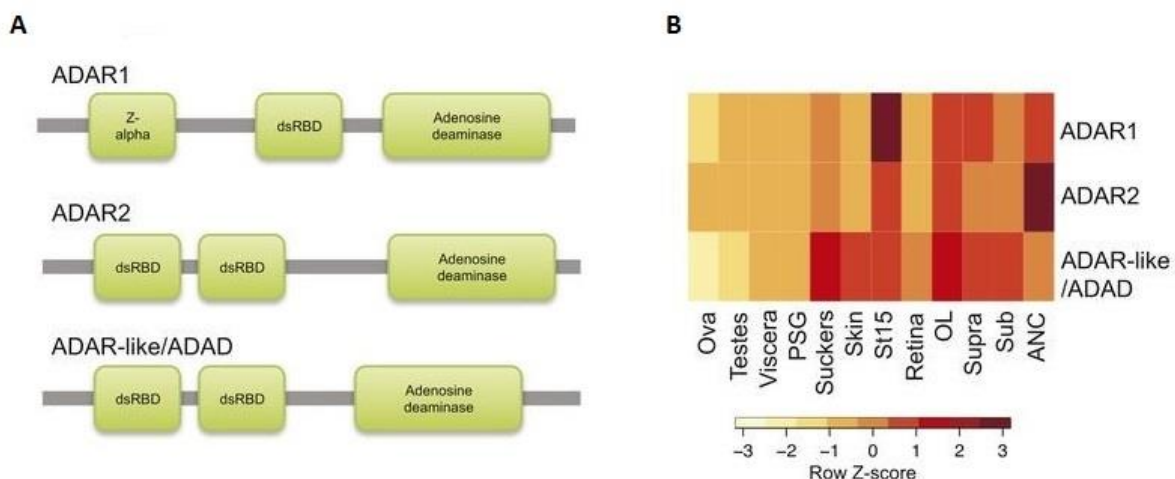 A
ADAR1
Z-
alpha
dsRBD
Adenosine
deaminase
ADAR2
dsRBD
dsRBD
Adenosine
deaminase
ADAR-like/ADAD
dsRBD
dsRBD
Adenosine
deaminase
B
ADAR1
ADAR2
ADAR-like
/ADAD
Ova
Testes
Viscera
PSG
Suckers
Skin
St15
Retina
OL
Supra
Sub
ANC
−3 −2 −1 0 1 2 3
Row Z-score